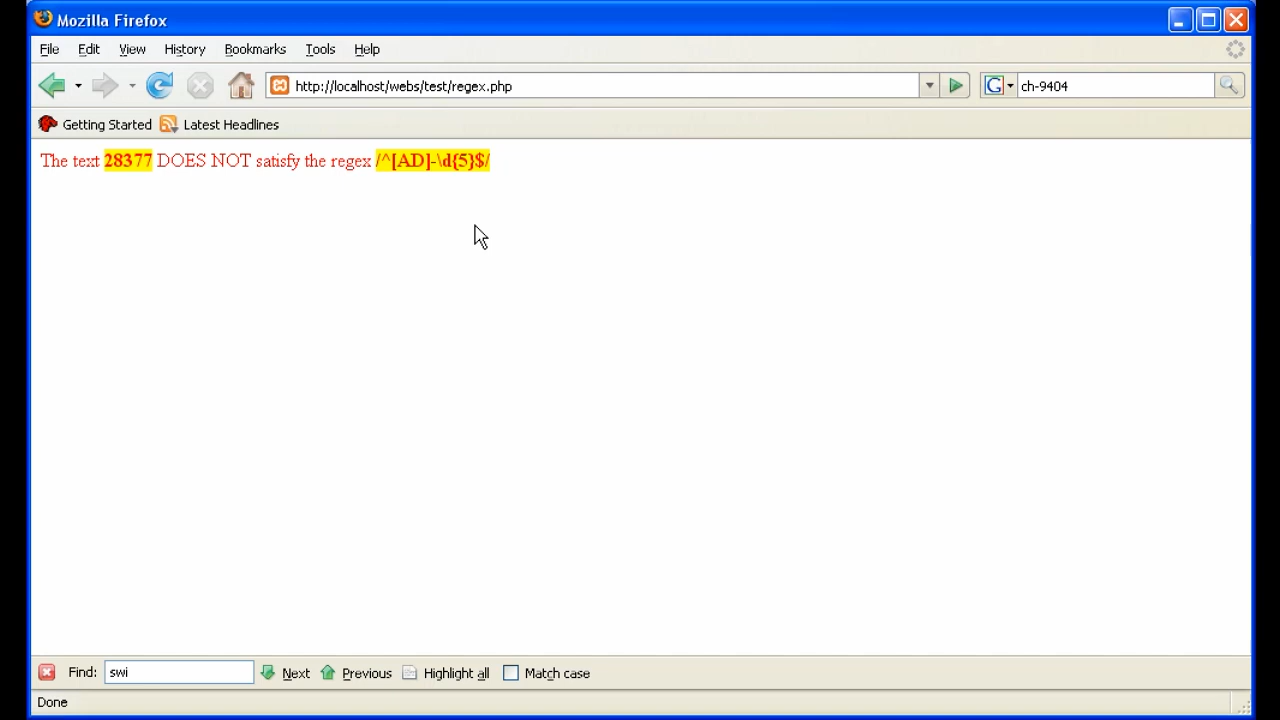 Mozilla Firefox
File Edit View History Bookmarks Tools Help
http://localhost/webs/test/regex.php G ch-9404
Getting Started Latest Headlines
The text 28377 DOES NOT satisfy the regex /^[AD]-\d{5}$/
Find: swi Next Previous Highlight all Match case
Done